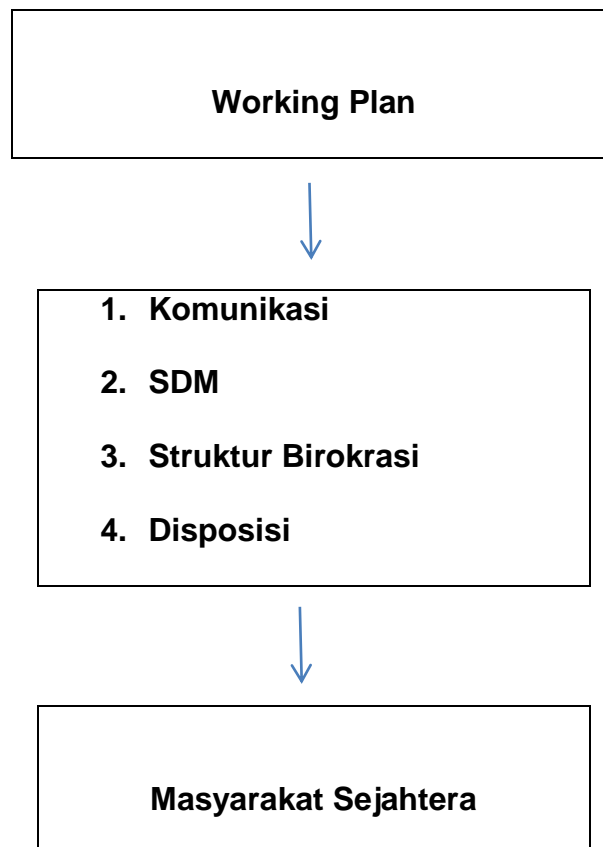 Working Plan
1. Komunikasi
2. SDM
3. Struktur Birokrasi
4. Disposisi
Masyarakat Sejahtera